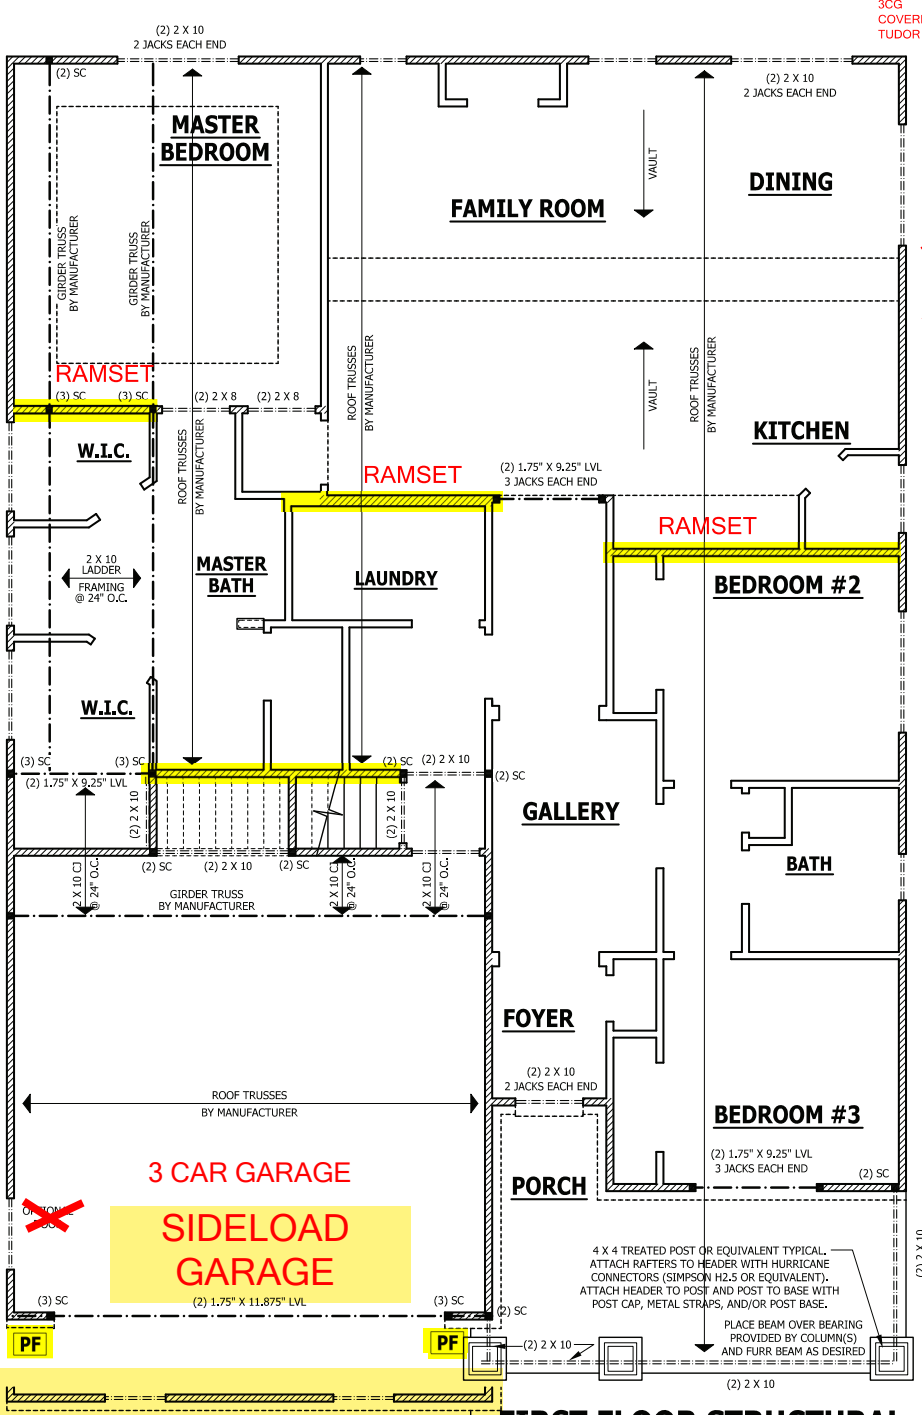 3CG
TUDOR
(2) 2 X 10
2 JACKS EACH END
(2) SC
(2) 2 X 10
2 JACKS EACH END
MASTER
BEDROOM
FAMILY ROOM
VAULT
DINING
GIRDER TRUSS
BY MANUFACTURER
GIRDER TRUSS
BY MANUFACTURER
RAMSET
(3) SC
(3) SC
(2) 2 X 8
(2) 2 X 8
ROOF TRUSSES
BY MANUFACTURER
ROOF TRUSSES
BY MANUFACTURER
VAULT
KITCHEN
W.I.C.
ROOF TRUSSES
BY MANUFACTURER
RAMSET
(2) 1.75" X 9.25" LVL
3 JACKS EACH END
RAMSET
2 X 10
LADDER
FRAMING
@ 24" O.C.
MASTER
BATH
LAUNDRY
BEDROOM #2
W.I.C.
(3) SC
(3) SC
(2) SC
(2) 2 X 10
(2) SC
(2) 1.75" X 9.25" LVL
(2) 2 X 10
(2) 2 X 10
GALLERY
(2) SC
(2) 2 X 10
(2) SC
2 X 10 CJ
@ 24" O.C.
2 X 10 CJ
@ 24" O.C.
2 X 10 CJ
@ 24" O.C.
BATH
GIRDER TRUSS
BY MANUFACTURER
FOYER
(2) 2 X 10
2 JACKS EACH END
ROOF TRUSSES
BY MANUFACTURER
BEDROOM #3
3 CAR GARAGE
(2) 1.75" X 9.25" LVL
3 JACKS EACH END
(2) SC
PORCH
SIDELOAD
GARAGE
4 X 4 TREATED POST OR EQUIVALENT TYPICAL.
ATTACH RAFTERS TO HEADER WITH HURRICANE
CONNECTORS (SIMPSON H2.5 OR EQUIVALENT).
ATTACH HEADER TO POST AND POST TO BASE WITH
POST CAP, METAL STRAPS, AND/OR POST BASE.
(2) 2 X 10
(3) SC
(2) 1.75" X 11.875" LVL
(3) SC
(2) SC
PLACE BEAM OVER BEARING
PROVIDED BY COLUMN(S)
AND FURR BEAM AS DESIRED
PF
PF
(2) 2 X 10
(2) 2 X 10
FIRST FLOOR STRUCTURAL